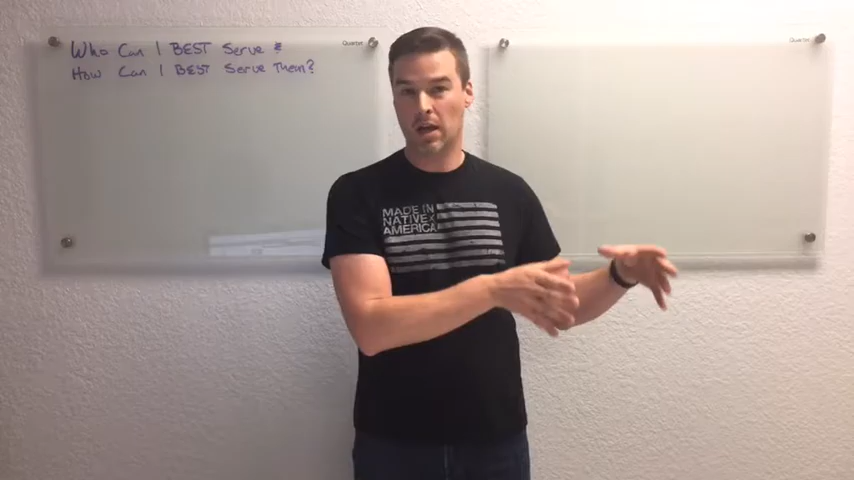 Who Can I BEST Serve &
How Can I BEST Serve Them?
Quartet
Quartet
MADE IN
NATIVE
AMERICA